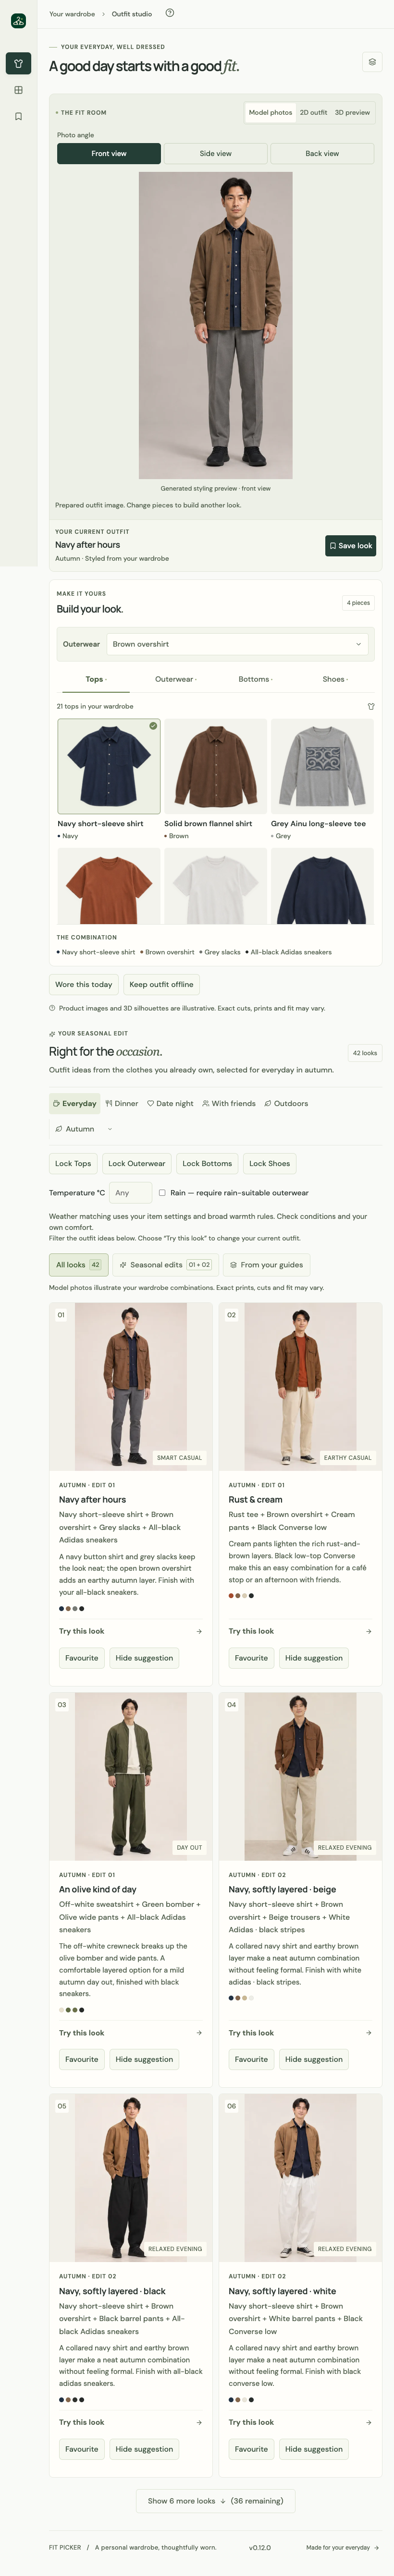 Your wardrobe > Outfit studio
YOUR EVERYDAY, WELL DRESSED
A good day starts with a good fit.
THE FIT ROOM
Model photos 2D outfit 3D preview
Photo angle
Front view Side view Back view
Generated styling preview · front view
Prepared outfit image. Change pieces to build another look.
YOUR CURRENT OUTFIT
Navy after hours
Autumn · Styled from your wardrobe
Save look
MAKE IT YOURS
Build your look.
4 pieces
Outerwear Brown overshirt
Tops · Outerwear · Bottoms · Shoes ·
21 tops in your wardrobe
Navy short-sleeve shirt
Navy
Solid brown flannel shirt
Brown
Grey Ainu long-sleeve tee
Grey
THE COMBINATION
Navy short-sleeve shirt Brown overshirt Grey slacks All-black Adidas sneakers
Wore this today Keep outfit offline
Product images and 3D silhouettes are illustrative. Exact cuts, prints and fit may vary.
YOUR SEASONAL EDIT
Right for the occasion.
42 looks
Outfit ideas from the clothes you already own, selected for everyday in autumn.
Everyday Dinner Date night With friends Outdoors
Autumn
Lock Tops Lock Outerwear Lock Bottoms Lock Shoes
Temperature °C Any Rain — require rain-suitable outerwear
Weather matching uses your item settings and broad warmth rules. Check conditions and your
own comfort.
Filter the outfit ideas below. Choose “Try this look” to change your current outfit.
All looks 42 Seasonal edits 01 + 02 From your guides
Model photos illustrate your wardrobe combinations. Exact prints, cuts and fit may vary.
01
SMART CASUAL
AUTUMN · EDIT 01
Navy after hours
Navy short-sleeve shirt + Brown
overshirt + Grey slacks + All-black
Adidas sneakers
A navy button shirt and grey slacks keep
the look neat; the open brown overshirt
adds an earthy autumn layer. Finish with
your all-black sneakers.
Try this look →
Favourite Hide suggestion
02
EARTHY CASUAL
AUTUMN · EDIT 01
Rust & cream
Rust tee + Brown overshirt + Cream
pants + Black Converse low
Cream pants lighten the rich rust-and-
brown layers. Black low-top Converse
make this an easy combination for a café
stop or an afternoon with friends.
Try this look →
Favourite Hide suggestion
03
DAY OUT
AUTUMN · EDIT 01
An olive kind of day
Off-white sweatshirt + Green bomber +
Olive wide pants + All-black Adidas
sneakers
The off-white crewneck breaks up the
olive bomber and wide pants. A
comfortable layered option for a mild
autumn day out, finished with black
sneakers.
Try this look →
Favourite Hide suggestion
04
RELAXED EVENING
AUTUMN · EDIT 02
Navy, softly layered · beige
Navy short-sleeve shirt + Brown
overshirt + Beige trousers + White
Adidas · black stripes
A collared navy shirt and earthy brown
layer make a neat autumn combination
without feeling formal. Finish with white
adidas · black stripes.
Try this look →
Favourite Hide suggestion
05
RELAXED EVENING
AUTUMN · EDIT 02
Navy, softly layered · black
Navy short-sleeve shirt + Brown
overshirt + Black barrel pants + All-
black Adidas sneakers
A collared navy shirt and earthy brown
layer make a neat autumn combination
without feeling formal. Finish with all-black
adidas sneakers.
Try this look →
Favourite Hide suggestion
06
RELAXED EVENING
AUTUMN · EDIT 02
Navy, softly layered · white
Navy short-sleeve shirt + Brown
overshirt + White barrel pants + Black
Converse low
A collared navy shirt and earthy brown
layer make a neat autumn combination
without feeling formal. Finish with black
converse low.
Try this look →
Favourite Hide suggestion
Show 6 more looks ↓ (36 remaining)
FIT PICKER / A personal wardrobe, thoughtfully worn. v0.12.0 Made for your everyday →